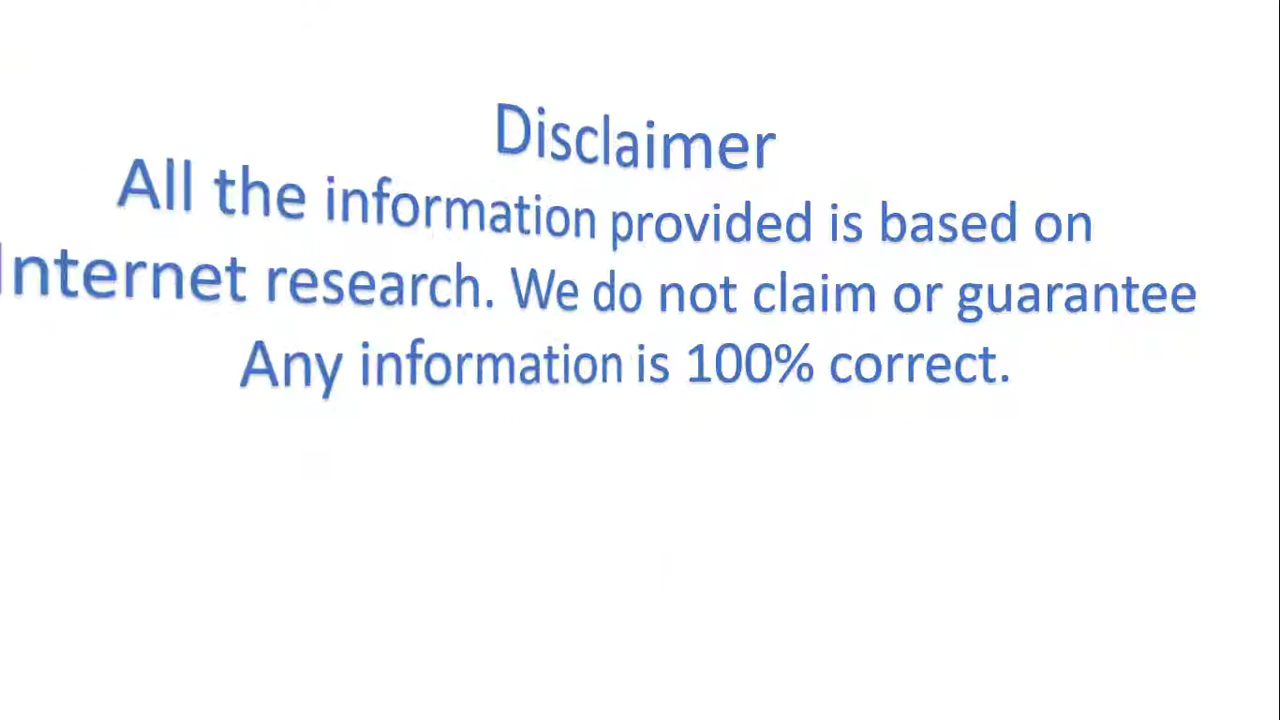 Disclaimer
All the information provided is based on
Internet research. We do not claim or guarantee
Any information is 100% correct.